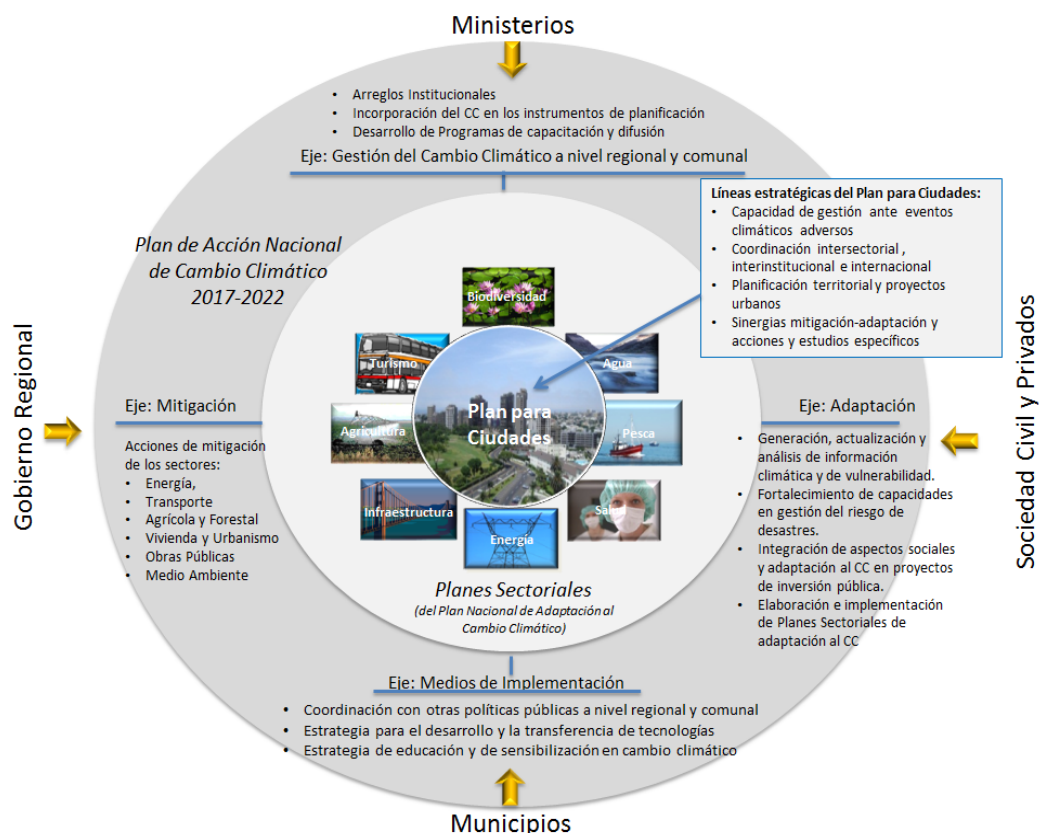 Ministerios
• Arreglos Institucionales
• Incorporación del CC en los instrumentos de planificación
• Desarrollo de Programas de capacitación y difusión
Eje: Gestión del Cambio Climático a nivel regional y comunal
Líneas estratégicas del Plan para Ciudades:
• Capacidad de gestión ante eventos
climáticos adversos
• Coordinación intersectorial ,
interinstitucional e internacional
• Planificación territorial y proyectos
urbanos
• Sinergias mitigación-adaptación y
acciones y estudios específicos
Plan de Acción Nacional
de Cambio Climático
2017-2022
Biodiversidad
Turismo
Agua
Agricultura
Plan para
Ciudades
Pesca
Infraestructura
Salud
Energía
Planes Sectoriales
(del Plan Nacional de Adaptación al
Cambio Climático)
Gobierno Regional
Eje: Mitigación
Acciones de mitigación
de los sectores:
• Energía,
• Transporte
• Agrícola y Forestal
• Vivienda y Urbanismo
• Obras Públicas
• Medio Ambiente
Eje: Adaptación
• Generación, actualización y
análisis de información
climática y de vulnerabilidad.
• Fortalecimiento de capacidades
en gestión del riesgo de
desastres.
• Integración de aspectos sociales
y adaptación al CC en proyectos
de inversión pública.
• Elaboración e implementación
de Planes Sectoriales de
adaptación al CC
Sociedad Civil y Privados
Eje: Medios de Implementación
• Coordinación con otras políticas públicas a nivel regional y comunal
• Estrategia para el desarrollo y la transferencia de tecnologías
• Estrategia de educación y de sensibilización en cambio climático
Municipios